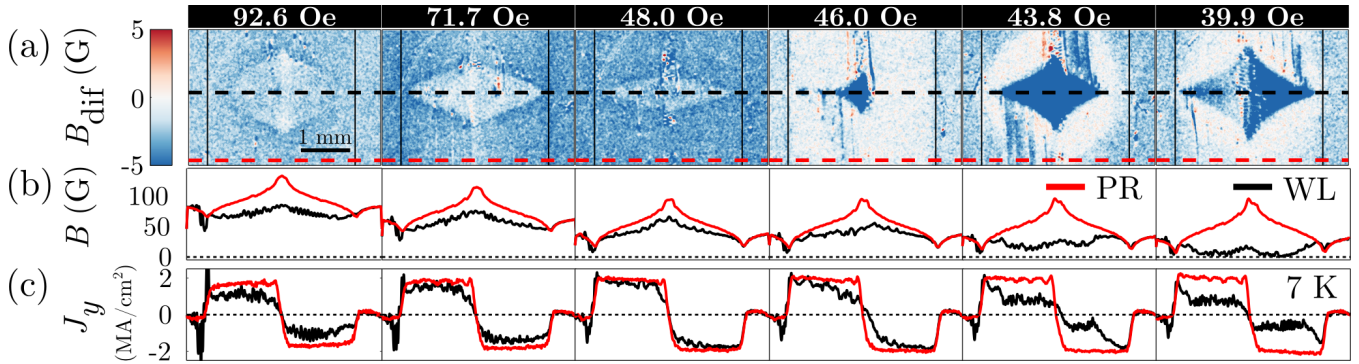 92.6 Oe 71.7 Oe 48.0 Oe 46.0 Oe 43.8 Oe 39.9 Oe
(a)
B_dif (G)
5
0
-5
1 mm
(b)
B (G)
100
50
0
PR WL
(c)
J_y
(MA/cm²)
2
0
-2
7 K